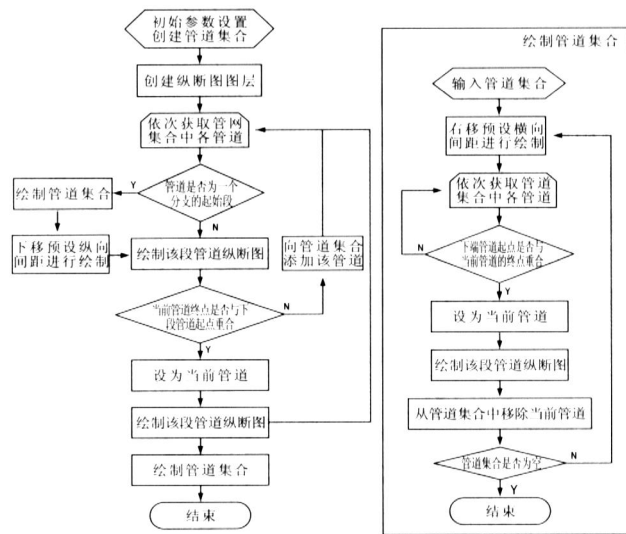 初始参数设置
创建管道集合
创建纵断图图层
依次获取管网
集合中各管道
管道是否为一个
分支的起始段
Y
N
绘制管道集合
下移预设纵向
间距进行绘制
绘制该段管道纵断图
向管道集合
添加该管道
当前管道终点是否与下
段管道起点重合
N
Y
设为当前管道
绘制该段管道纵断图
绘制管道集合
结束
绘制管道集合
输入管道集合
右移预设横向
间距进行绘制
依次获取管道
集合中各管道
下端管道起点是否与
当前管道的终点重合
N
Y
设为当前管道
绘制该段管道纵断图
从管道集合中移除当前管道
管道集合是否为空
N
Y
结束